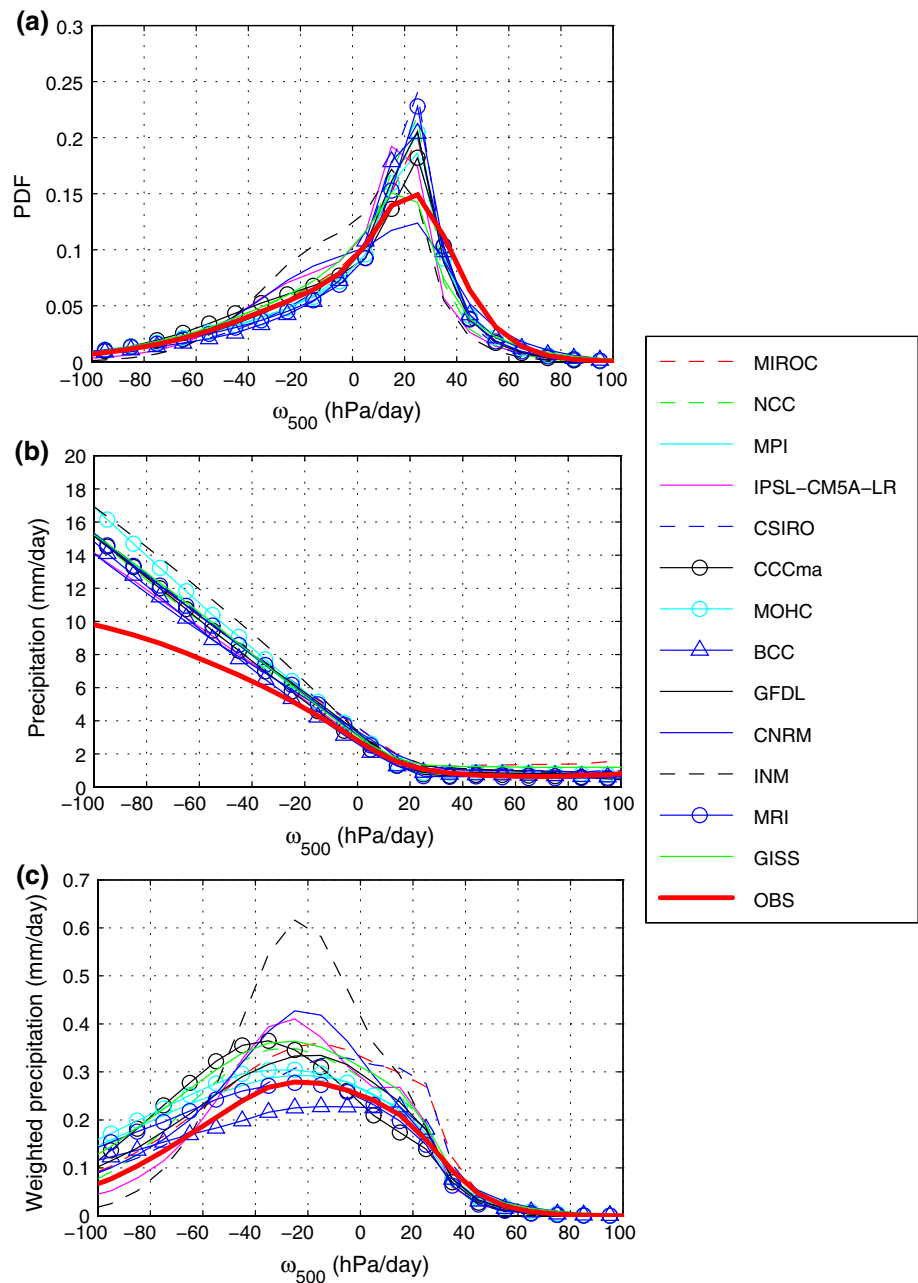 (a)
0.3
0.25
0.2
0.15
0.1
0.05
0
PDF
−100 −80 −60 −40 −20 0 20 40 60 80 100
ω500 (hPa/day)
(b)
20
18
16
14
12
10
8
6
4
2
0
Precipitation (mm/day)
−100 −80 −60 −40 −20 0 20 40 60 80 100
ω500 (hPa/day)
(c)
0.7
0.6
0.5
0.4
0.3
0.2
0.1
0
Weighted precipitation (mm/day)
−100 −80 −60 −40 −20 0 20 40 60 80 100
ω500 (hPa/day)
MIROC
NCC
MPI
IPSL−CM5A−LR
CSIRO
CCCma
MOHC
BCC
GFDL
CNRM
INM
MRI
GISS
OBS